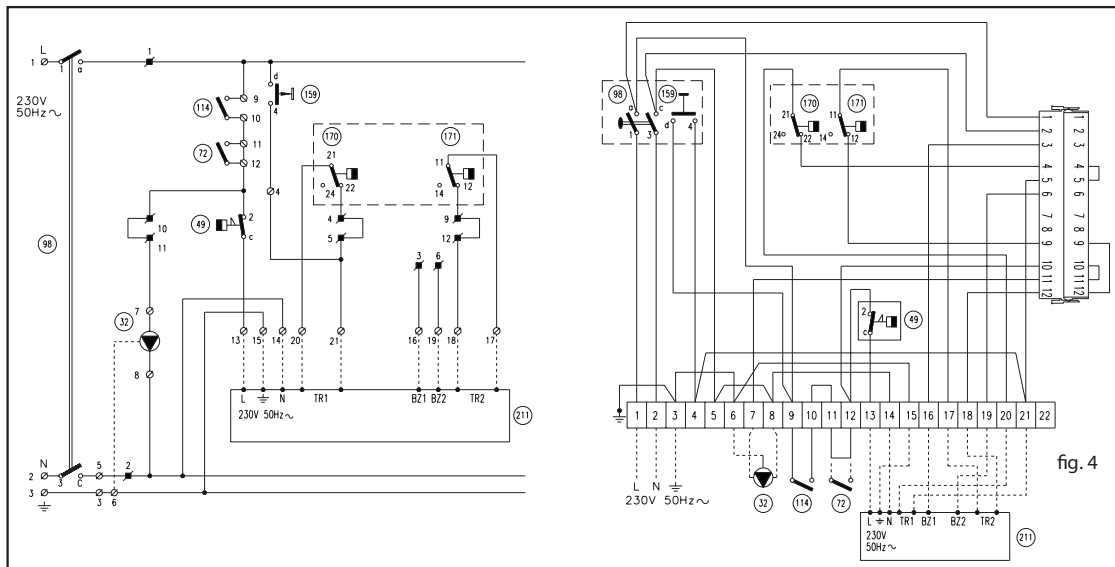 L
1 1 a 1
230V
50Hz~
d
159
4
114
9
10
72
11
12
170
171
21
24 22
11
14 12
4
49
2
c
10
11
4
5
9
12
3 6
98
32
7
8
13 15 14 20 21 16 19 18 17
L N TR1 BZ1 BZ2 TR2
230V 50Hz~
211
N
2 3 C 5 2
3 3 6
98 159
a c d
1 3 4
170 171
21 11
24 22 14 12
1 1
2 2
3 3
4 4
5 5
6 6
7 7
8 8
9 9
10 10
11 11
12 12
2
c
49
1 2 3 4 5 6 7 8 9 10 11 12 13 14 15 16 17 18 19 20 21 22
L N
230V 50Hz~
32 114 72
L N TR1 BZ1 BZ2 TR2
230V
50Hz~
211
fig. 4